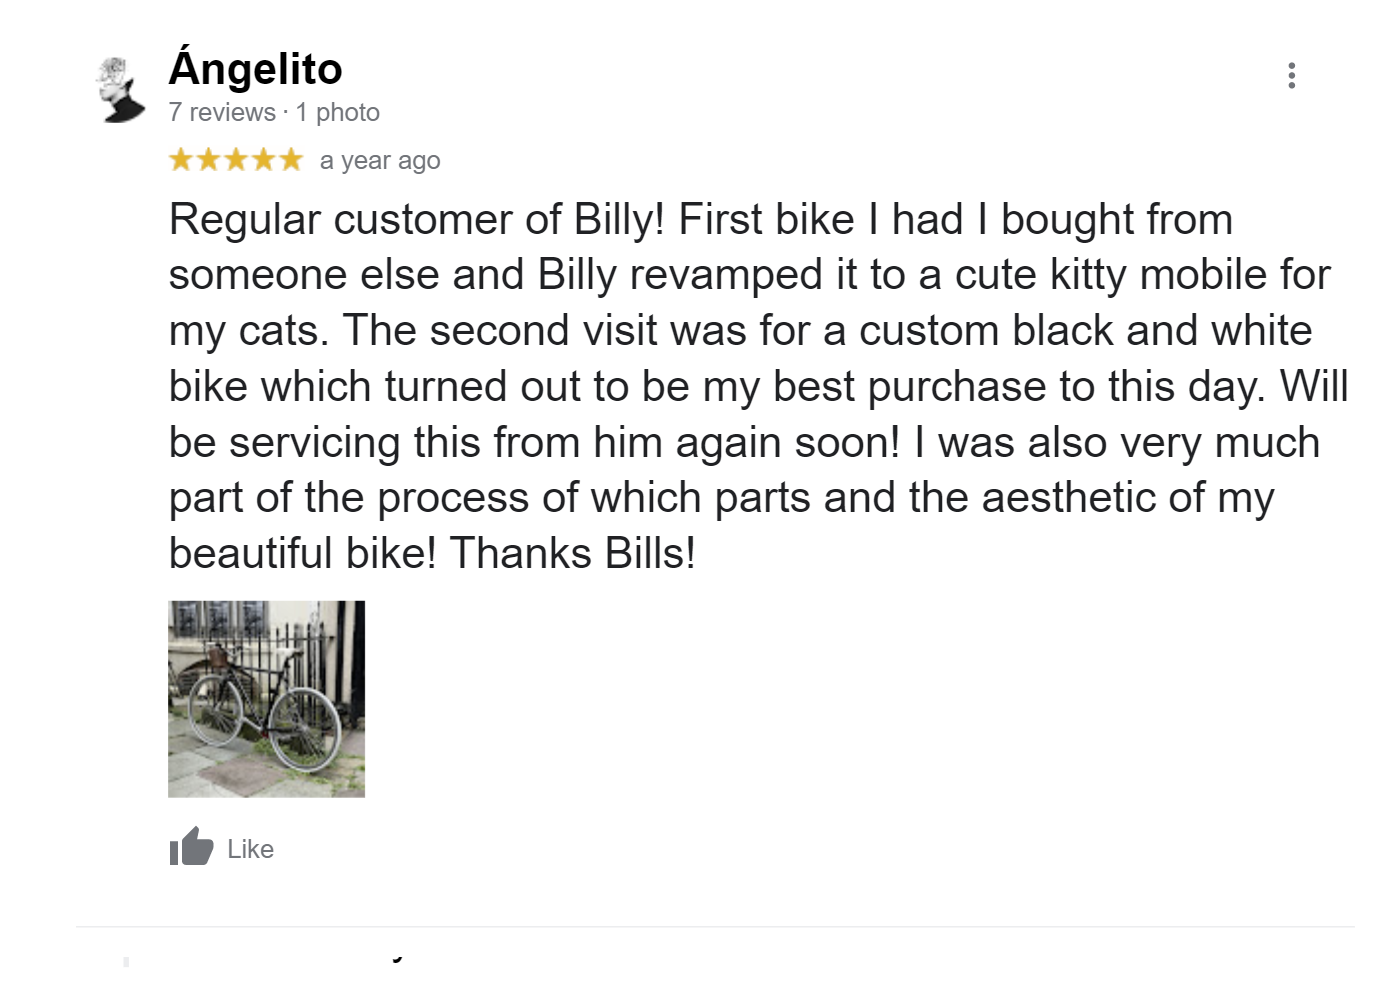 Ángelito
7 reviews · 1 photo
a year ago
Regular customer of Billy! First bike I had I bought from
someone else and Billy revamped it to a cute kitty mobile for
my cats. The second visit was for a custom black and white
bike which turned out to be my best purchase to this day. Will
be servicing this from him again soon! I was also very much
part of the process of which parts and the aesthetic of my
beautiful bike! Thanks Bills!
Like